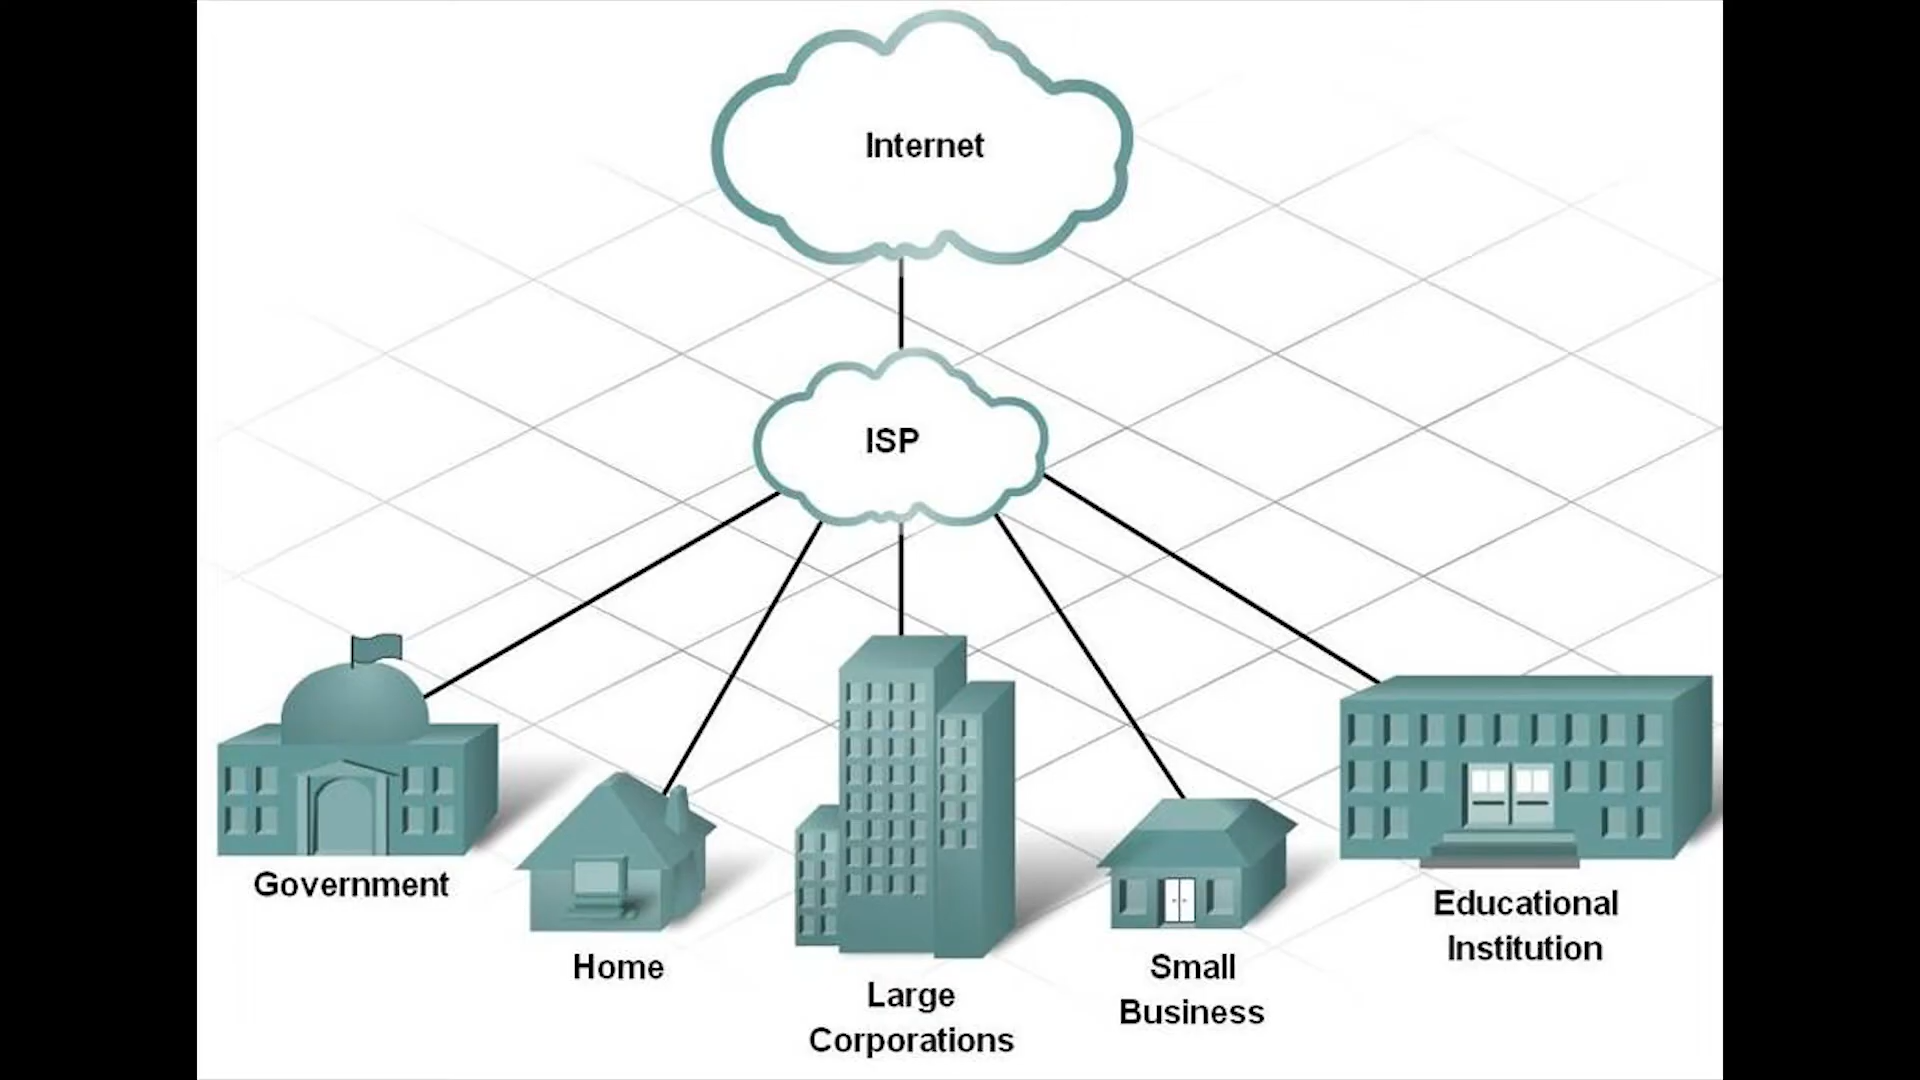 Internet
ISP
Government
Home
Large
Corporations
Small
Business
Educational
Institution